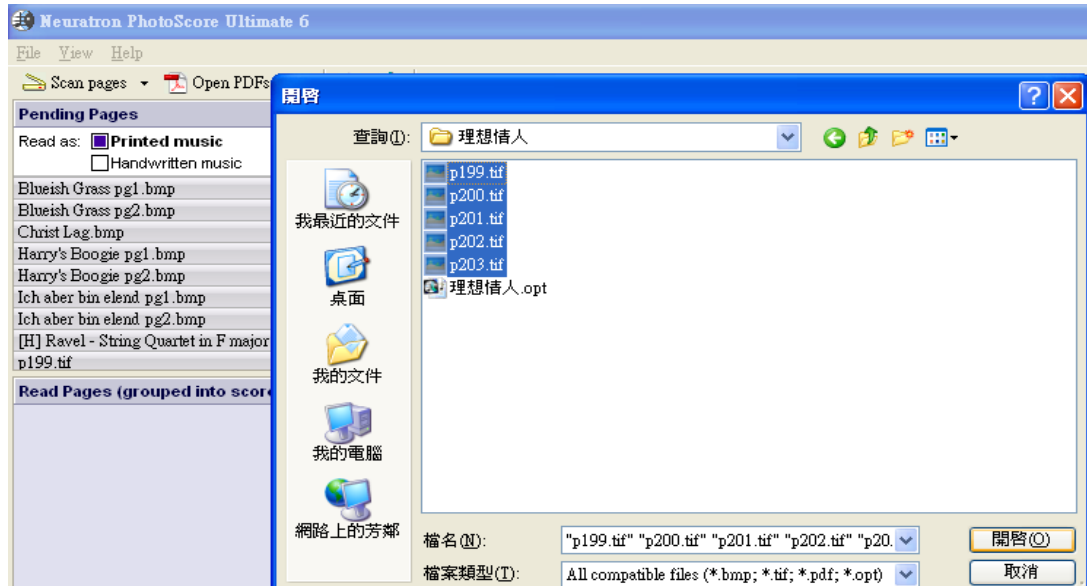 Neuratron PhotoScore Ultimate 6
File View Help
Scan pages Open PDFs
Pending Pages
Read as: Printed music
Handwritten music
Blueish Grass pg1.bmp
Blueish Grass pg2.bmp
Christ Lag.bmp
Harry's Boogie pg1.bmp
Harry's Boogie pg2.bmp
Ich aber bin elend pg1.bmp
Ich aber bin elend pg2.bmp
[H] Ravel - String Quartet in F major
p199.tif
Read Pages (grouped into score
開啓
查詢(I): 理想情人
我最近的文件
桌面
我的文件
我的電腦
網路上的芳鄰
p199.tif
p200.tif
p201.tif
p202.tif
p203.tif
理想情人.opt
檔名(N): "p199.tif" "p200.tif" "p201.tif" "p202.tif" "p20. 開啓(O)
檔案類型(T): All compatible files (*.bmp; *.tif; *.pdf; *.opt) 取消